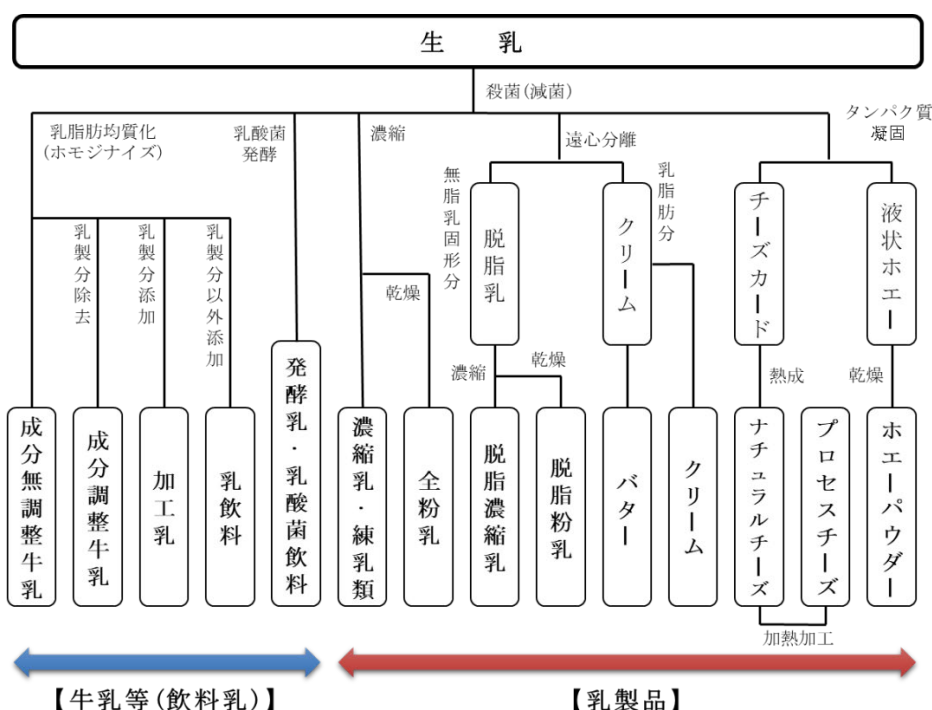 生　乳
殺菌(滅菌)
乳脂肪均質化
(ホモジナイズ)
乳酸菌
発酵
濃縮
遠心分離
タンパク質
凝固
乳製分除去
乳製分添加
乳製分以外添加
乾燥
無脂乳固形分
脱脂乳
クリーム
乳脂肪分
チーズカード
液状ホエー
濃縮
乾燥
熟成
乾燥
成分無調整牛乳
成分調整牛乳
加工乳
乳飲料
発酵乳・乳酸菌飲料
濃縮乳・練乳類
全粉乳
脱脂濃縮乳
脱脂粉乳
バター
クリーム
ナチュラルチーズ
プロセスチーズ
ホエーパウダー
加熱加工
【牛乳等(飲料乳)】
【乳製品】